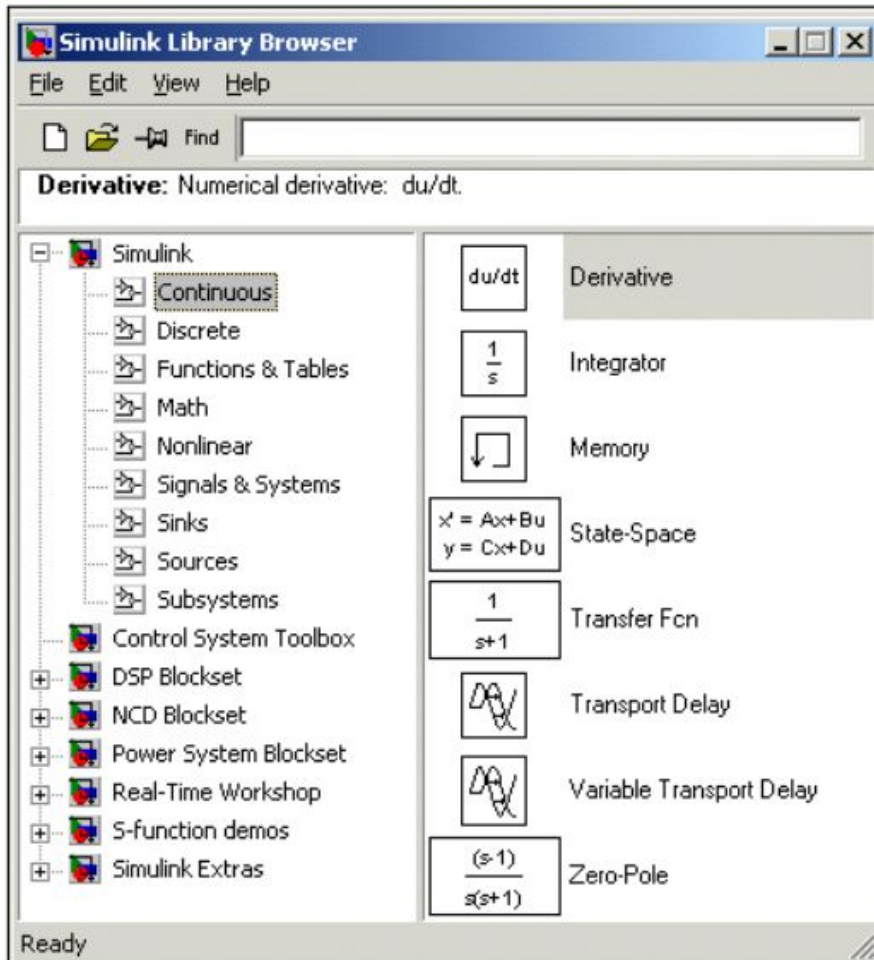 Simulink Library Browser
File Edit View Help
Find
Derivative: Numerical derivative: du/dt.
Simulink
Continuous
Discrete
Functions & Tables
Math
Nonlinear
Signals & Systems
Sinks
Sources
Subsystems
Control System Toolbox
DSP Blockset
NCD Blockset
Power System Blockset
Real-Time Workshop
S-function demos
Simulink Extras
du/dt Derivative
1
s
Integrator
Memory
x' = Ax+Bu
y = Cx+Du
State-Space
1
s+1
Transfer Fcn
Transport Delay
Variable Transport Delay
(s-1)
s(s+1)
Zero-Pole
Ready